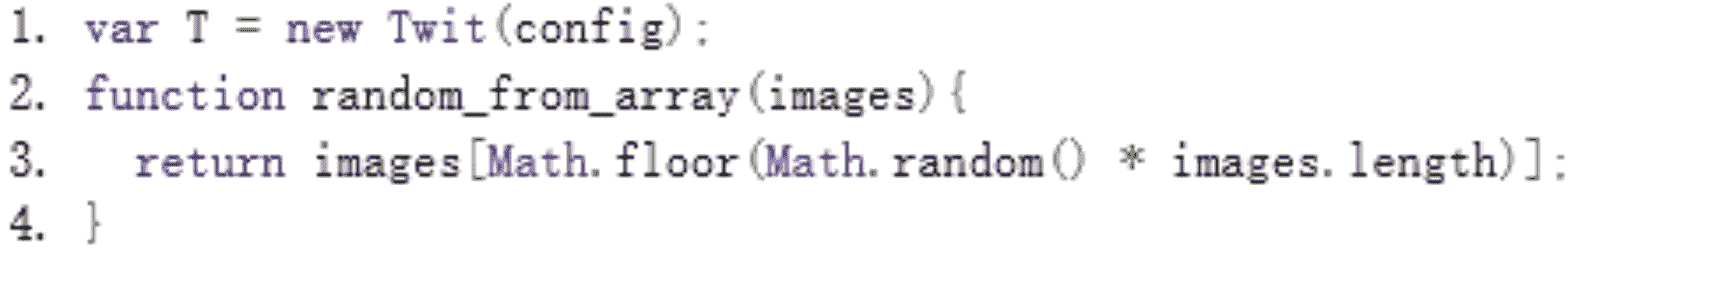 1. var T = new Twit(config);
2. function random_from_array(images){
3.   return images[Math.floor(Math.random() * images.length)];
4. }